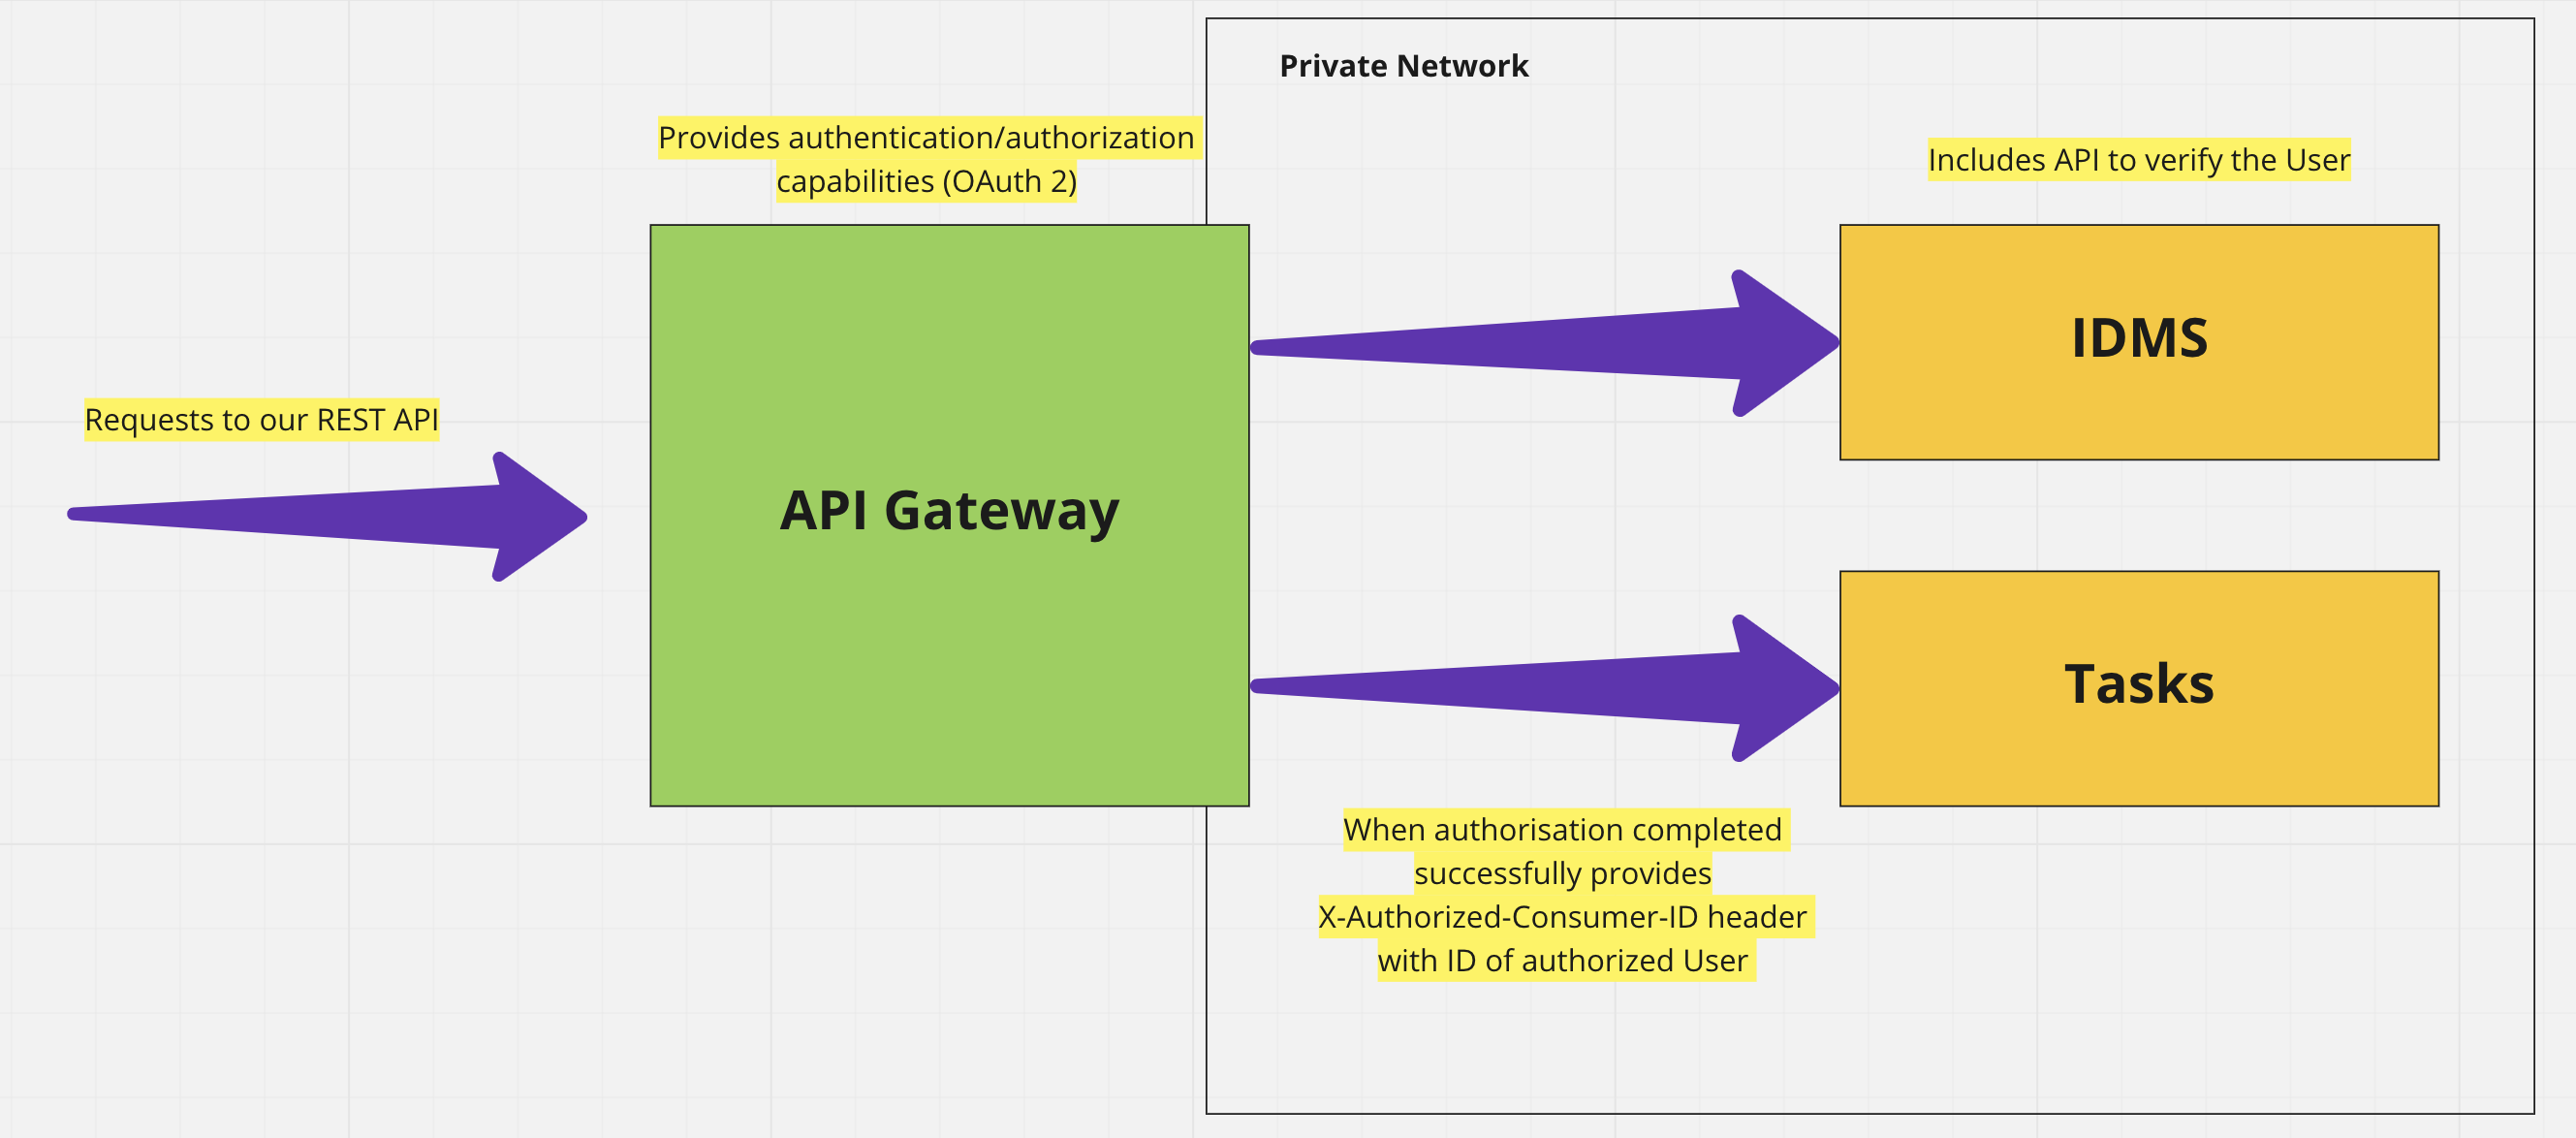 Private Network
Provides authentication/authorization
capabilities (OAuth 2)
Includes API to verify the User
IDMS
Requests to our REST API
API Gateway
Tasks
When authorisation completed
successfully provides
X-Authorized-Consumer-ID header
with ID of authorized User